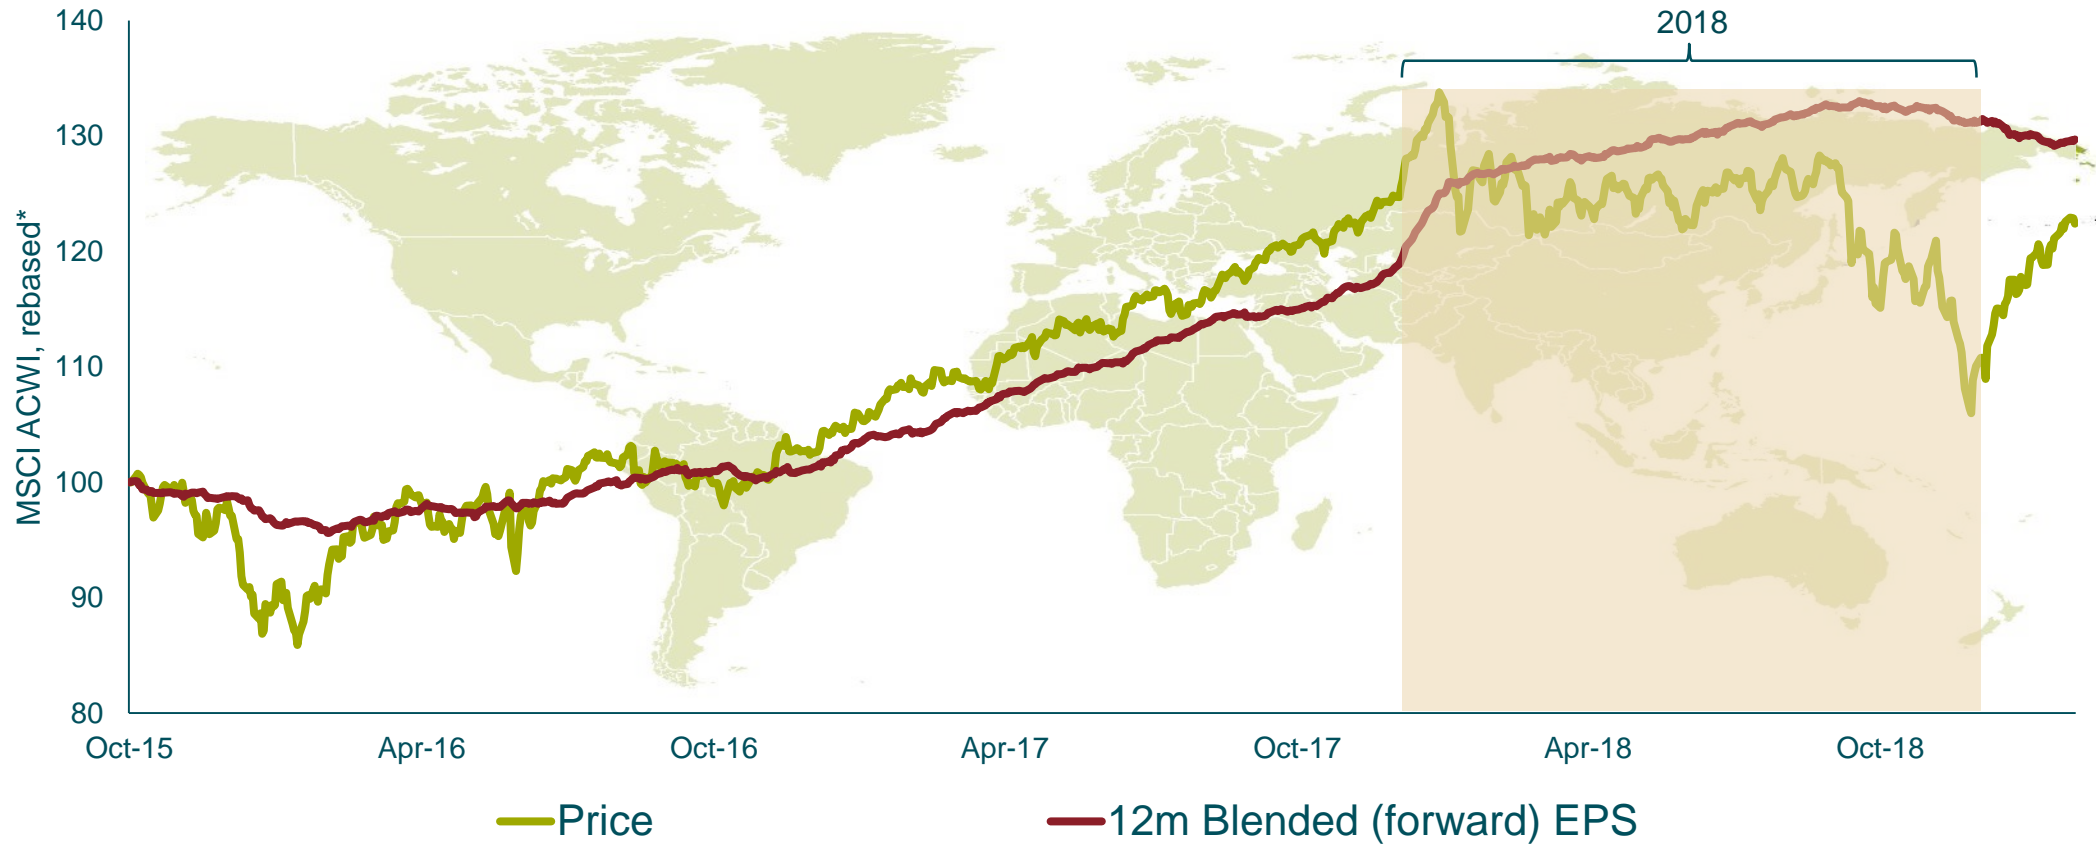 2018
MSCI ACWI, rebased*
140
130
120
110
100
90
80
Oct-15 Apr-16 Oct-16 Apr-17 Oct-17 Apr-18 Oct-18
Price 12m Blended (forward) EPS